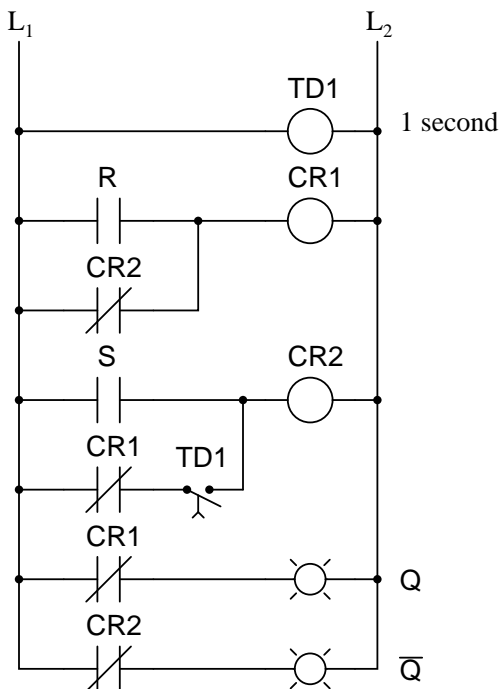 L₁ L₂
TD1
1 second
R CR1
CR2
S CR2
CR1 TD1
CR1
Q
CR2
Q̅